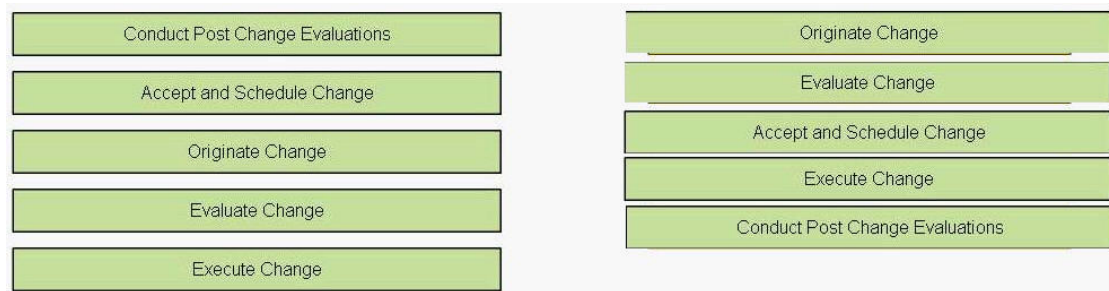 Conduct Post Change Evaluations
Accept and Schedule Change
Originate Change
Evaluate Change
Execute Change
Originate Change
Evaluate Change
Accept and Schedule Change
Execute Change
Conduct Post Change Evaluations